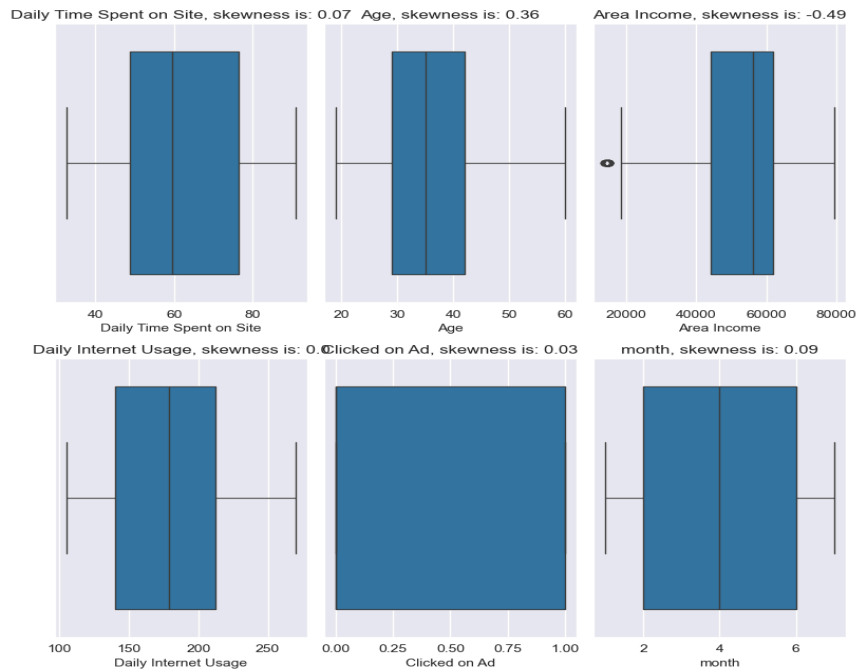 Daily Time Spent on Site, skewness is: 0.07
Age, skewness is: 0.36
Area Income, skewness is: -0.49
40 60 80
20 30 40 50 60
20000 40000 60000 80000
Daily Time Spent on Site
Age
Area Income
Daily Internet Usage, skewness is: 0.0
Clicked on Ad, skewness is: 0.03
month, skewness is: 0.09
100 150 200 250
0.00 0.25 0.50 0.75 1.00
2 4 6
Daily Internet Usage
Clicked on Ad
month